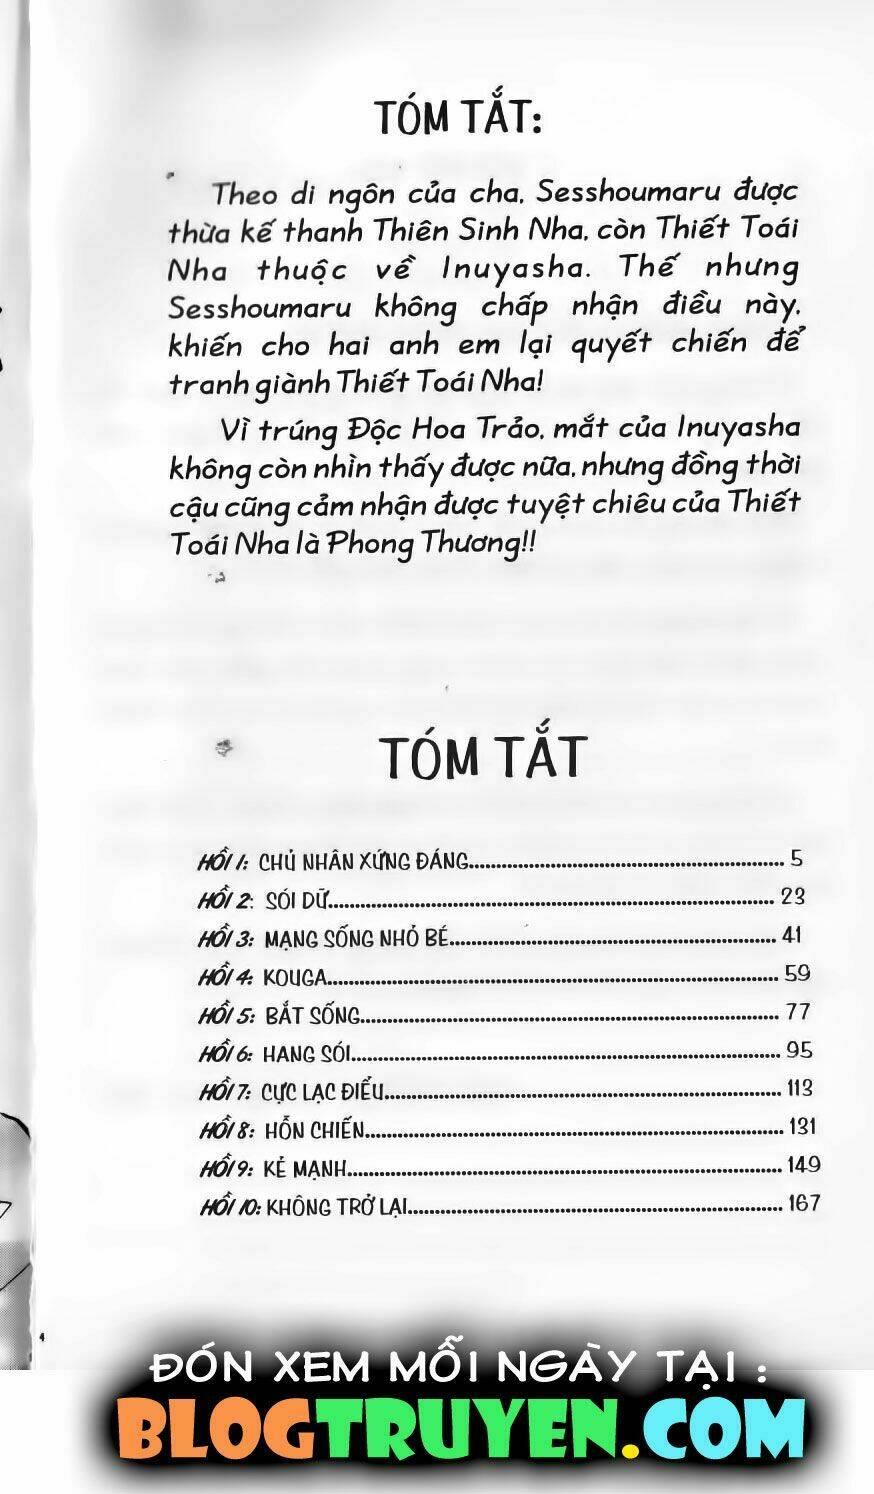 TÓM TẮT:
Theo di ngôn của cha, Sesshoumaru được
thừa kế thanh Thiên Sinh Nha, còn Thiết Toái
Nha thuộc về Inuyasha. Thế nhưng
Sesshoumaru không chấp nhận điều này,
khiến cho hai anh em lại quyết chiến để
tranh giành Thiết Toái Nha!
Vì trúng Độc Hoa Trảo, mắt của Inuyasha
không còn nhìn thấy được nữa, nhưng đồng thời
cậu cũng cảm nhận được tuyệt chiêu của Thiết
Toái Nha là Phong Thương!!
TÓM TẮT
HỒI 1: CHỦ NHÂN XỨNG ĐÁNG.......... 5
HỒI 2: SÓI DỮ.......... 23
HỒI 3: MẠNG SỐNG NHỎ BÉ.......... 41
HỒI 4: KOUGA.......... 59
HỒI 5: BẮT SỐNG.......... 77
HỒI 6: HANG SÓI.......... 95
HỒI 7: CỰC LẠC ĐIỂU.......... 113
HỒI 8: HỖN CHIẾN.......... 131
HỒI 9: KẺ MẠNH.......... 149
HỒI 10: KHÔNG TRỞ LẠI.......... 167
4
ĐÓN XEM MỖI NGÀY TẠI :
BLOGTRUYEN.COM